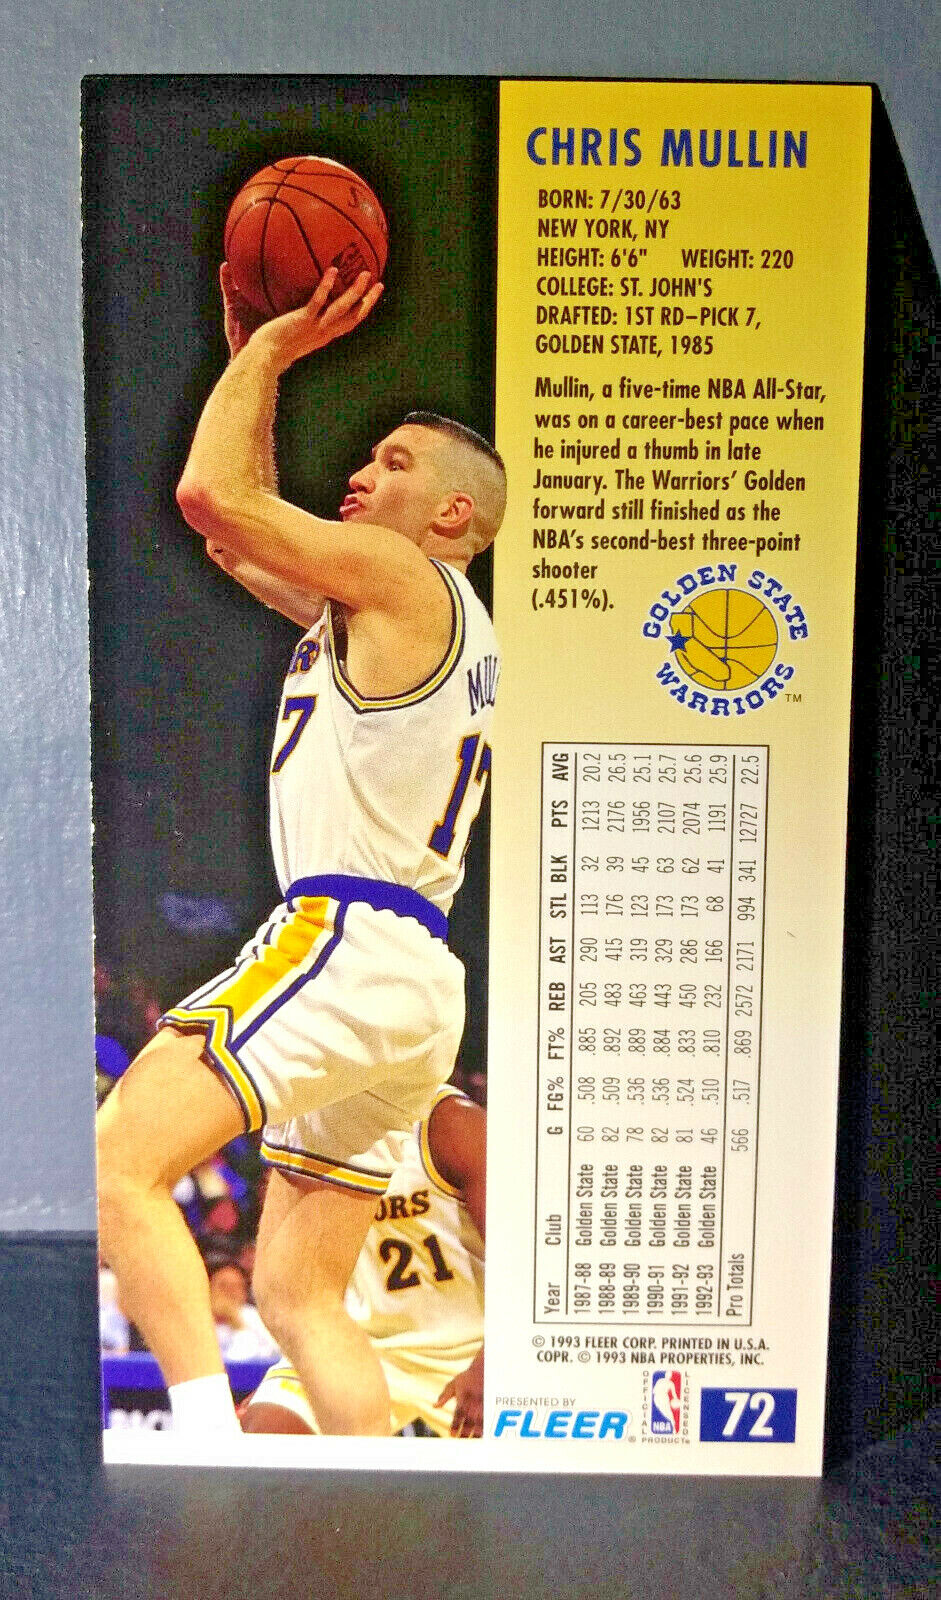 CHRIS MULLIN
BORN: 7/30/63
NEW YORK, NY
HEIGHT: 6'6" WEIGHT: 220
COLLEGE: ST. JOHN'S
DRAFTED: 1ST RD–PICK 7,
GOLDEN STATE, 1985
Mullin, a five-time NBA All-Star,
was on a career-best pace when
he injured a thumb in late
January. The Warriors' Golden
forward still finished as the
NBA's second-best three-point
shooter
(.451%).
GOLDEN STATE
WARRIORS
TM
Year Club G FG% FT% REB AST STL BLK PTS AVG
1987-88 Golden State 60 .508 .885 205 290 113 32 1213 20.2
1988-89 Golden State 82 .509 .892 483 415 176 39 2176 26.5
1989-90 Golden State 78 .536 .889 463 319 123 45 1956 25.1
1990-91 Golden State 82 .536 .884 443 329 173 63 2107 25.7
1991-92 Golden State 81 .524 .833 450 286 173 62 2074 25.6
1992-93 Golden State 46 .510 .810 232 166 68 41 1191 25.9
Pro Totals 566 .517 .869 2572 2171 994 341 12727 22.5
© 1993 FLEER CORP. PRINTED IN U.S.A.
COPR. © 1993 NBA PROPERTIES, INC.
PRESENTED BY
FLEER®
OFFICIAL
LICENSED
NBA
PRODUCT
72
17
MUL
7
ORS
21